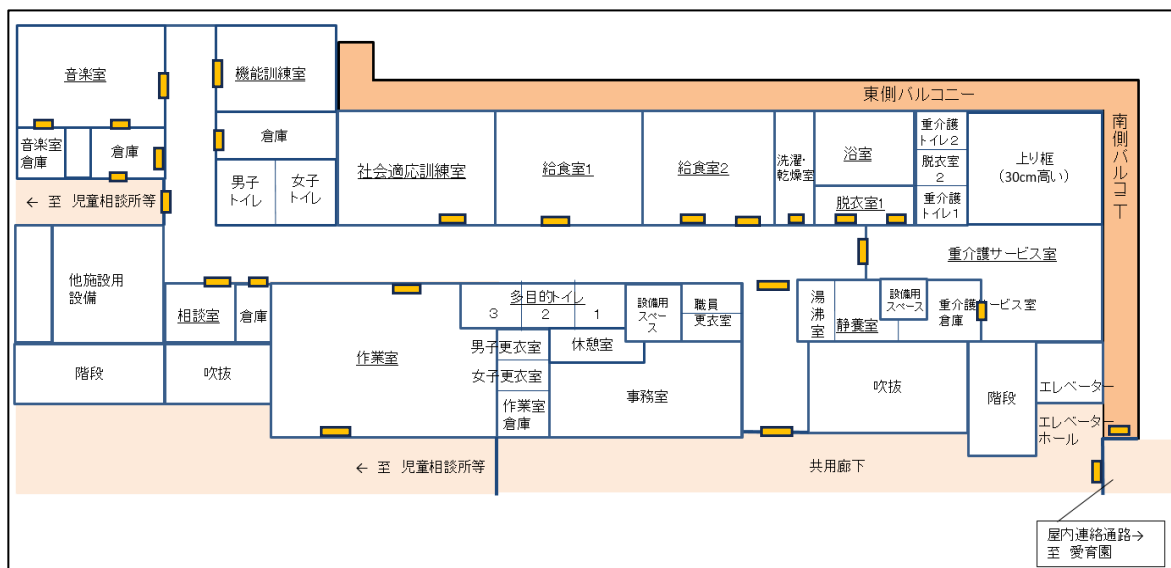 音楽室
機能訓練室
東側バルコニー
南側バルコニー
音楽室
倉庫
倉庫
倉庫
男子
トイレ
女子
トイレ
社会適応訓練室
給食室1
給食室2
洗濯・
乾燥室
浴室
脱衣室1
重介護
トイレ2
脱衣室
2
重介護
トイレ1
上り框
(30cm高い)
← 至 児童相談所等
他施設用
設備
相談室
倉庫
作業室
多目的トイレ
3
2
1
設備用
スペース
職員
更衣室
休憩室
男子更衣室
女子更衣室
作業室
倉庫
事務室
湯沸室
静養室
設備用
スペース
重介護サービス室
重介護サービス室
倉庫
階段
吹抜
吹抜
階段
エレベーター
エレベーター
ホール
← 至 児童相談所等
共用廊下
屋内連絡通路→
至 愛育園